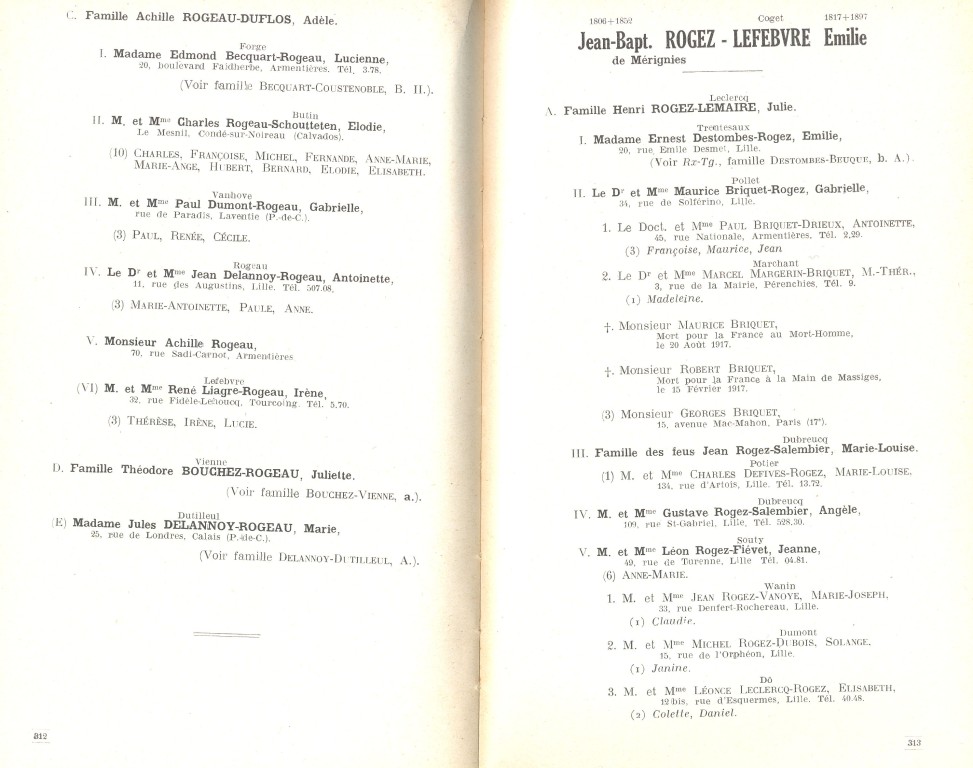 C. Famille Achille ROGEAU-DUFLOS, Adèle.
Forge
I. Madame Edmond Becquart-Rogeau, Lucienne,
20, boulevard Faidherbe, Armentières. Tél. 3.78.
(Voir famille BECQUART-COUSTENOBLE, B. II.).
Butin
II. M. et Mme Charles Rogeau-Schoutteten, Elodie,
Le Mesnil, Condé-sur-Noireau (Calvados).
(10) CHARLES, FRANÇOISE, MICHEL, FERNANDE, ANNE-MARIE,
MARIE-ANGE, HUBERT, BERNARD, ELODIE, ELISABETH.
Vanhove
III. M. et Mme Paul Dumont-Rogeau, Gabrielle,
rue de Paradis, Laventie (P.-de-C.).
(3) PAUL, RENÉE, CÉCILE.
Rogeau
IV. Le Dr et Mme Jean Delannoy-Rogeau, Antoinette,
11, rue des Augustins, Lille. Tél. 507.08.
(3) MARIE-ANTOINETTE, PAULE, ANNE.
V. Monsieur Achille Rogeau,
70, rue Sadi-Carnot, Armentières
Lefebvre
(VI) M. et Mme René Liagre-Rogeau, Irène,
32, rue Fidèle-Lehoucq, Tourcoing. Tél. 5.70.
(3) THÉRÈSE, IRÈNE, LUCIE.
Vienne
D. Famille Théodore BOUCHEZ-ROGEAU, Juliette.
(Voir famille BOUCHEZ-VIENNE, a.).
Dutilleul
(E) Madame Jules DELANNOY-ROGEAU, Marie,
25, rue de Londres, Calais (P.-de-C.).
(Voir famille DELANNOY-DUTILLEUL, A.).
312
1806+1852 Coget 1817+1897
Jean-Bapt. ROGEZ - LEFEBVRE Emilie
de Mérignies
Leclercq
A. Famille Henri ROGEZ-LEMAIRE, Julie.
Trentesaux
I. Madame Ernest Destombes-Rogez, Emilie,
20, rue Emile Desmet, Lille.
(Voir Rx-Tg., famille DESTOMBES-BEUQUE, b. A.).
Pollet
II. Le Dr et Mme Maurice Briquet-Rogez, Gabrielle,
34, rue de Solférino, Lille.
1. Le Doct. et Mme PAUL BRIQUET-DRIEUX, ANTOINETTE,
45, rue Nationale, Armentières. Tél. 2.29.
(3) Françoise, Maurice, Jean
Marchant
2. Le Dr et Mme MARCEL MARGERIN-BRIQUET, M.-THÉR.,
3, rue de la Mairie, Pérenchies, Tél. 9.
(1) Madeleine.
†. Monsieur MAURICE BRIQUET,
Mort pour la France au Mort-Homme,
le 20 Août 1917.
†. Monsieur ROBERT BRIQUET,
Mort pour la France à la Main de Massiges,
le 15 Février 1917.
(3) Monsieur GEORGES BRIQUET,
15, avenue Mac-Mahon, Paris (17e).
Dubreucq
III. Famille des feus Jean Rogez-Salembier, Marie-Louise.
Potier
(1) M. et Mme CHARLES DEFIVES-ROGEZ, MARIE-LOUISE.
134, rue d'Artois, Lille. Tél. 13.72.
Dubreucq
IV. M. et Mme Gustave Rogez-Salembier, Angèle,
109, rue St-Gabriel, Lille, Tél. 528.30.
Souty
V. M. et Mme Léon Rogez-Fiévet, Jeanne,
49, rue de Turenne, Lille Tél. 04.81.
(6) ANNE-MARIE.
Wanin
1. M. et Mme JEAN ROGEZ-VANOYE, MARIE-JOSEPH,
33, rue Denfert-Rochereau, Lille.
(1) Claudie.
Dumont
2. M. et Mme MICHEL ROGEZ-DUBOIS, SOLANGE,
15, rue de l'Orphéon, Lille.
(1) Janine.
Dô
3. M. et Mme LÉONCE LECLERCQ-ROGEZ, ELISABETH,
12 bis, rue d'Esquermes, Lille. Tél. 40.48.
(2) Colette, Daniel.
313